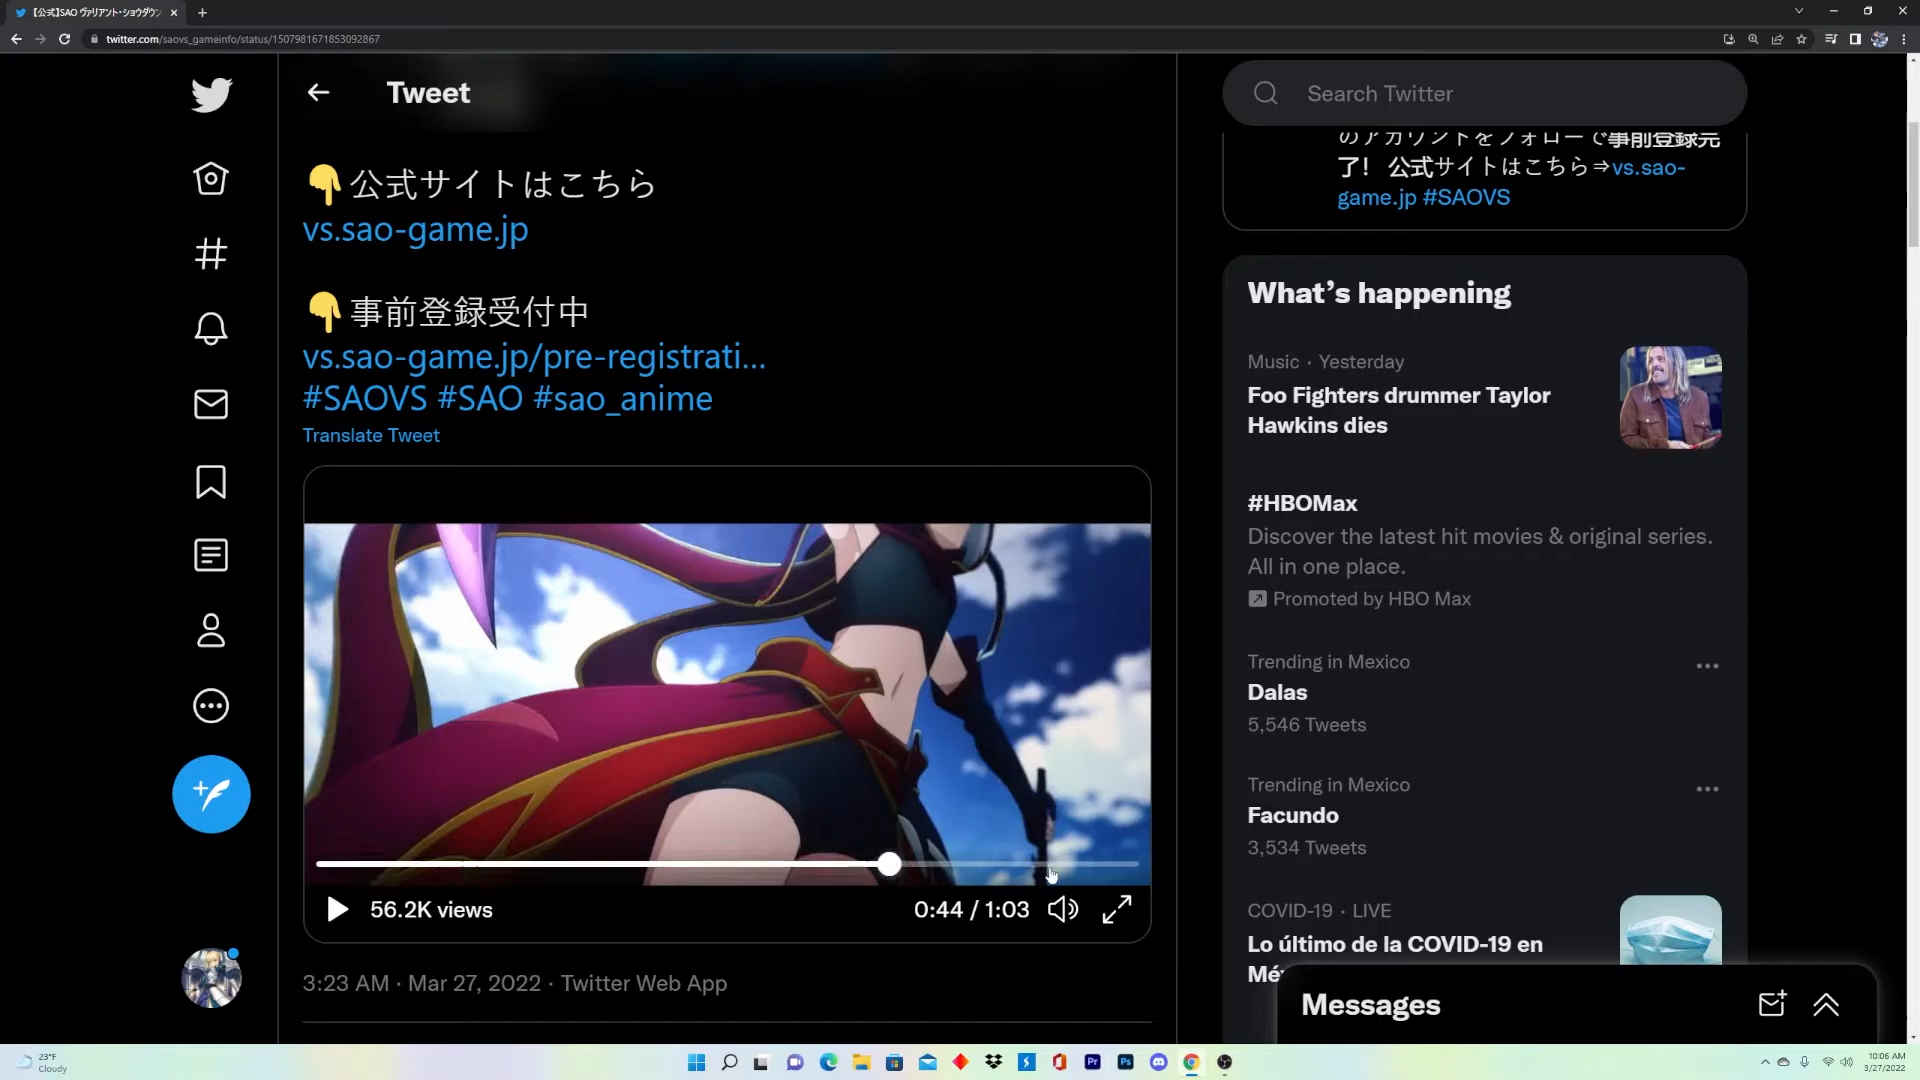 【公式】SAO ヴァリアント・ショウダウン
twitter.com/saovs_gameinfo/status/1507981671853092867
Tweet
Search Twitter
👇公式サイトはこちら
vs.sao-game.jp
👇事前登録受付中
vs.sao-game.jp/pre-registrati...
#SAOVS #SAO #sao_anime
Translate Tweet
56.2K views
0:44 / 1:03
3:23 AM · Mar 27, 2022 · Twitter Web App
のアカウントをフォローで事前登録完
了! 公式サイトはこちら⇒vs.sao-
game.jp #SAOVS
What's happening
Music · Yesterday
Foo Fighters drummer Taylor
Hawkins dies
#HBOMax
Discover the latest hit movies & original series.
All in one place.
Promoted by HBO Max
Trending in Mexico
Dalas
5,546 Tweets
Trending in Mexico
Facundo
3,534 Tweets
COVID-19 · LIVE
Lo último de la COVID-19 en
Messages
23°F
Cloudy
Pr
Ps
10:06 AM
3/27/2022